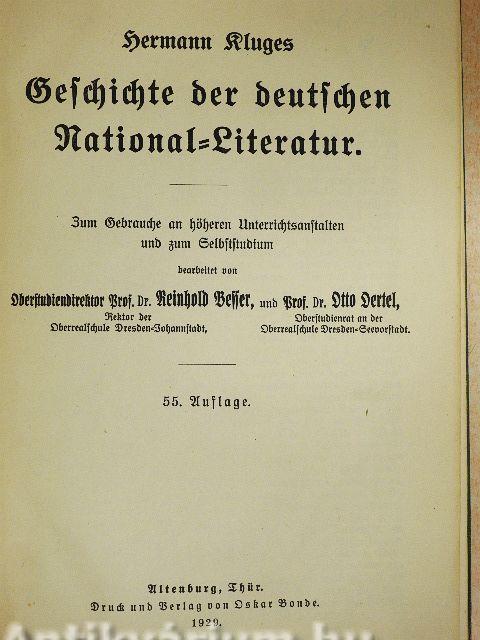 Hermann Kluges
Geschichte der deutschen
National=Literatur.
Zum Gebrauche an höheren Unterrichtsanstalten
und zum Selbststudium
bearbeitet von
Oberstudiendirektor Prof. Dr. Reinhold Besser, und Prof. Dr. Otto Oertel,
Rektor der
Oberrealschule Dresden-Johannstadt,
Oberstudienrat an der
Oberrealschule Dresden-Seevorstadt.
55. Auflage.
Altenburg, Thür.
Druck und Verlag von Oskar Bonde.
1929.
Antikvárium.hu